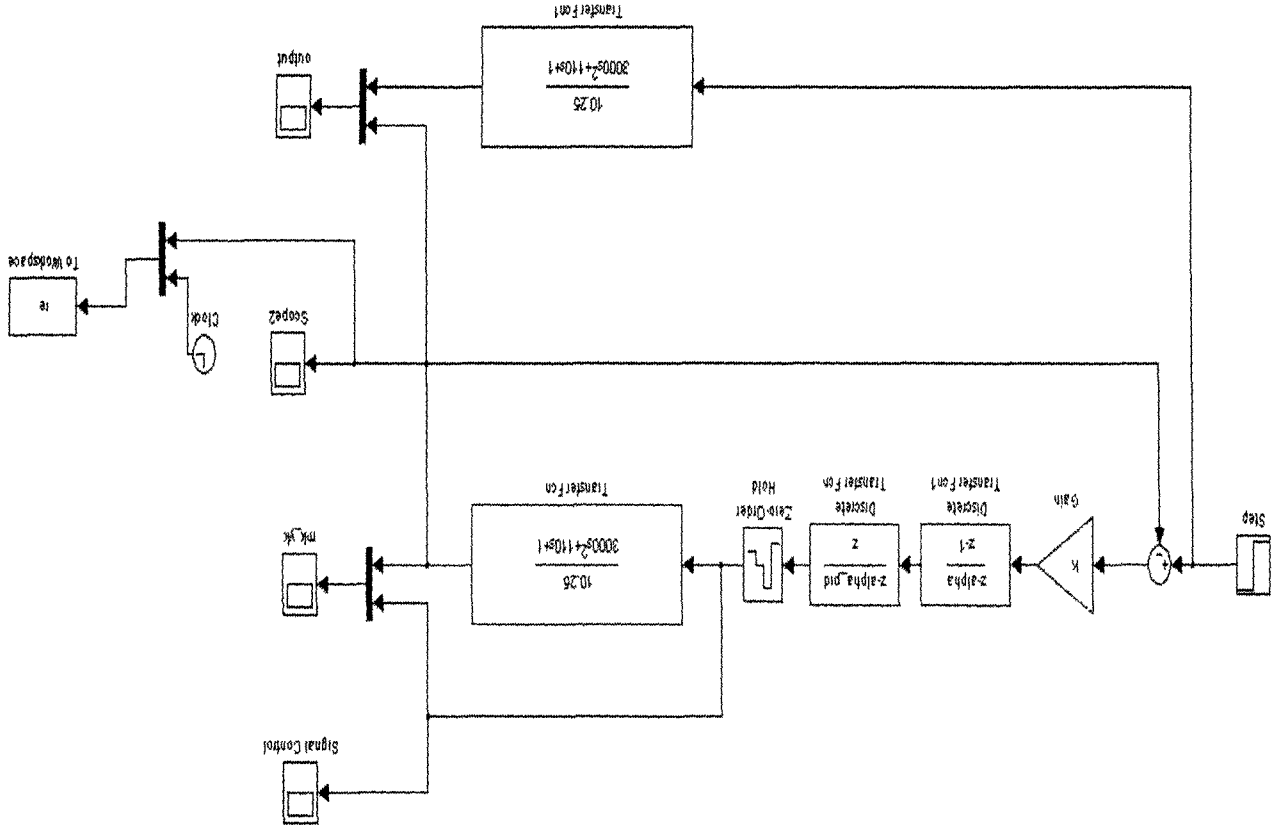 Signal Control
Step
+
-
K
Gain
z-alpha
z-1
Discrete
Transfer Fcn1
z-alpha_pid
z
Discrete
Transfer Fcn
Zero-Order
Hold
10.25
3000s²+110s+1
Transfer Fcn
mk_yk
Scope2
Clock
re
To Workspace
10.25
3000s²+110s+1
Transfer Fcn1
output